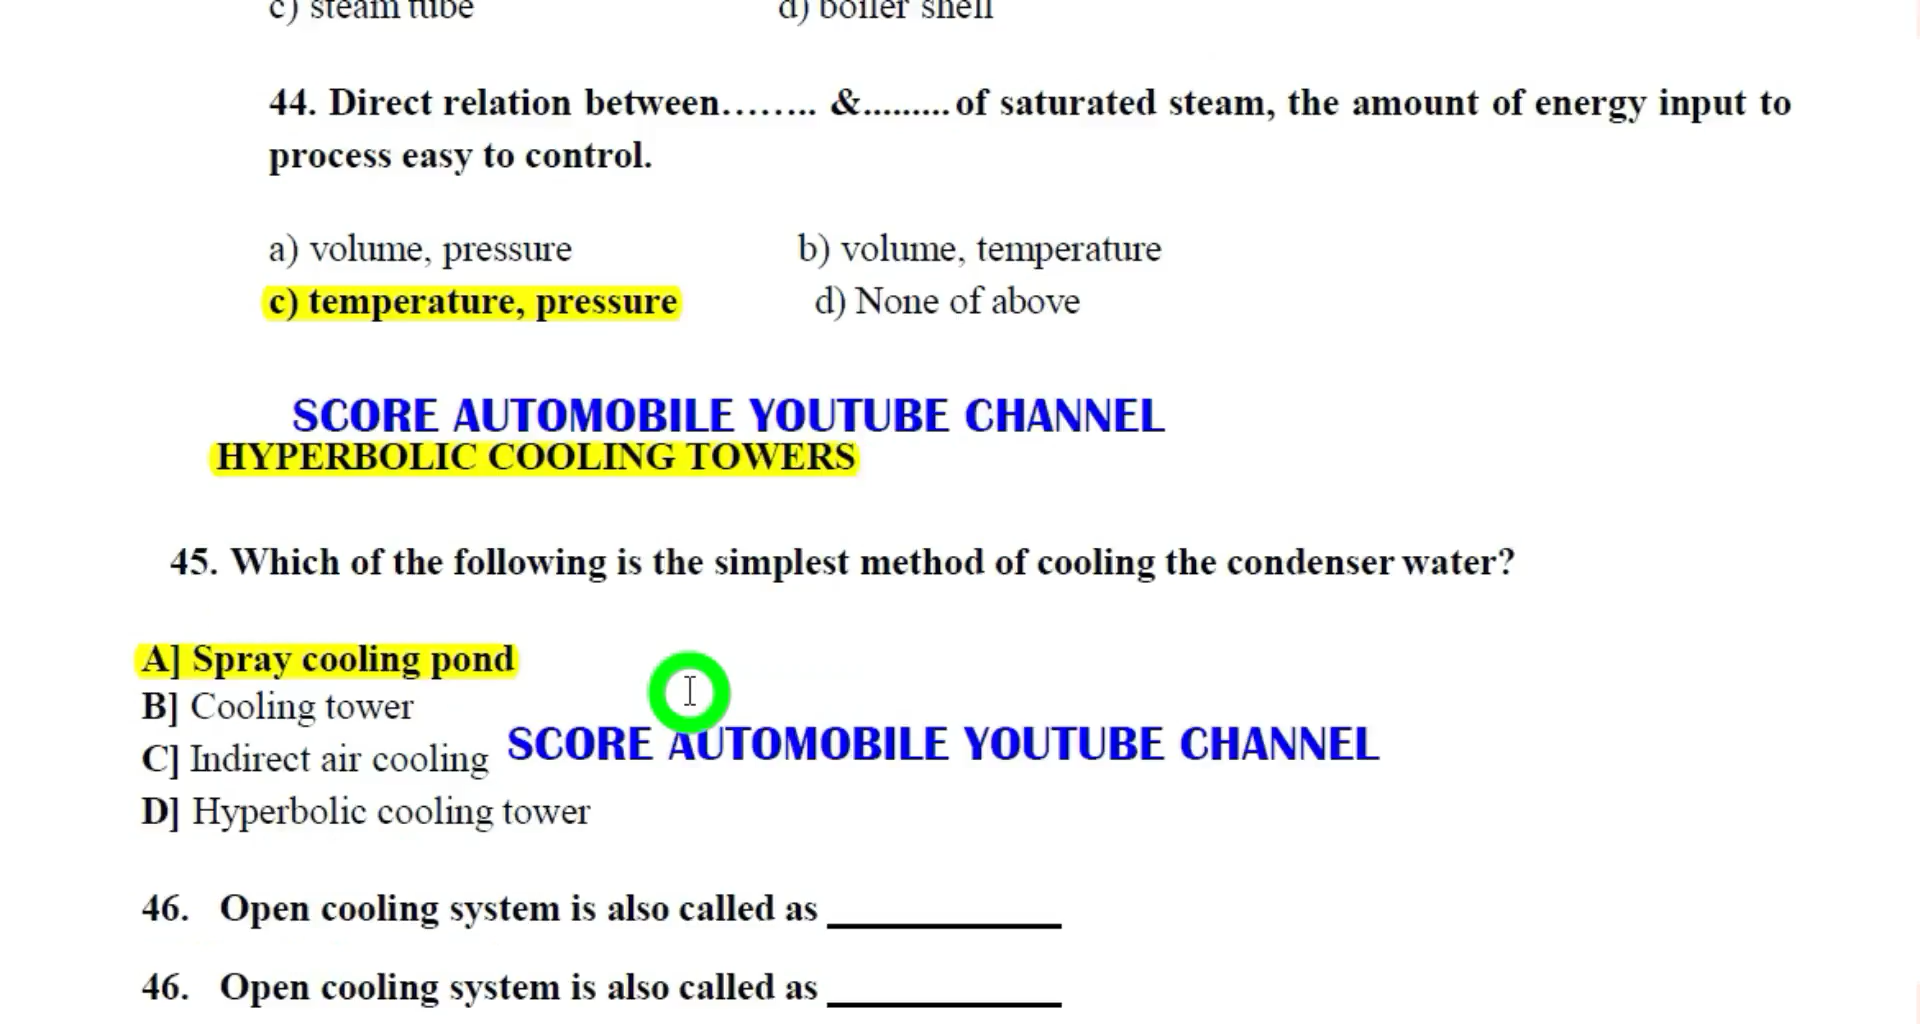 c) steam tube d) boiler shell
44. Direct relation between…….. &......... of saturated steam, the amount of energy input to
process easy to control.
a) volume, pressure b) volume, temperature
c) temperature, pressure d) None of above
SCORE AUTOMOBILE YOUTUBE CHANNEL
HYPERBOLIC COOLING TOWERS
45. Which of the following is the simplest method of cooling the condenser water?
A] Spray cooling pond
B] Cooling tower
C] Indirect air cooling SCORE AUTOMOBILE YOUTUBE CHANNEL
D] Hyperbolic cooling tower
46. Open cooling system is also called as ____________
46. Open cooling system is also called as ____________